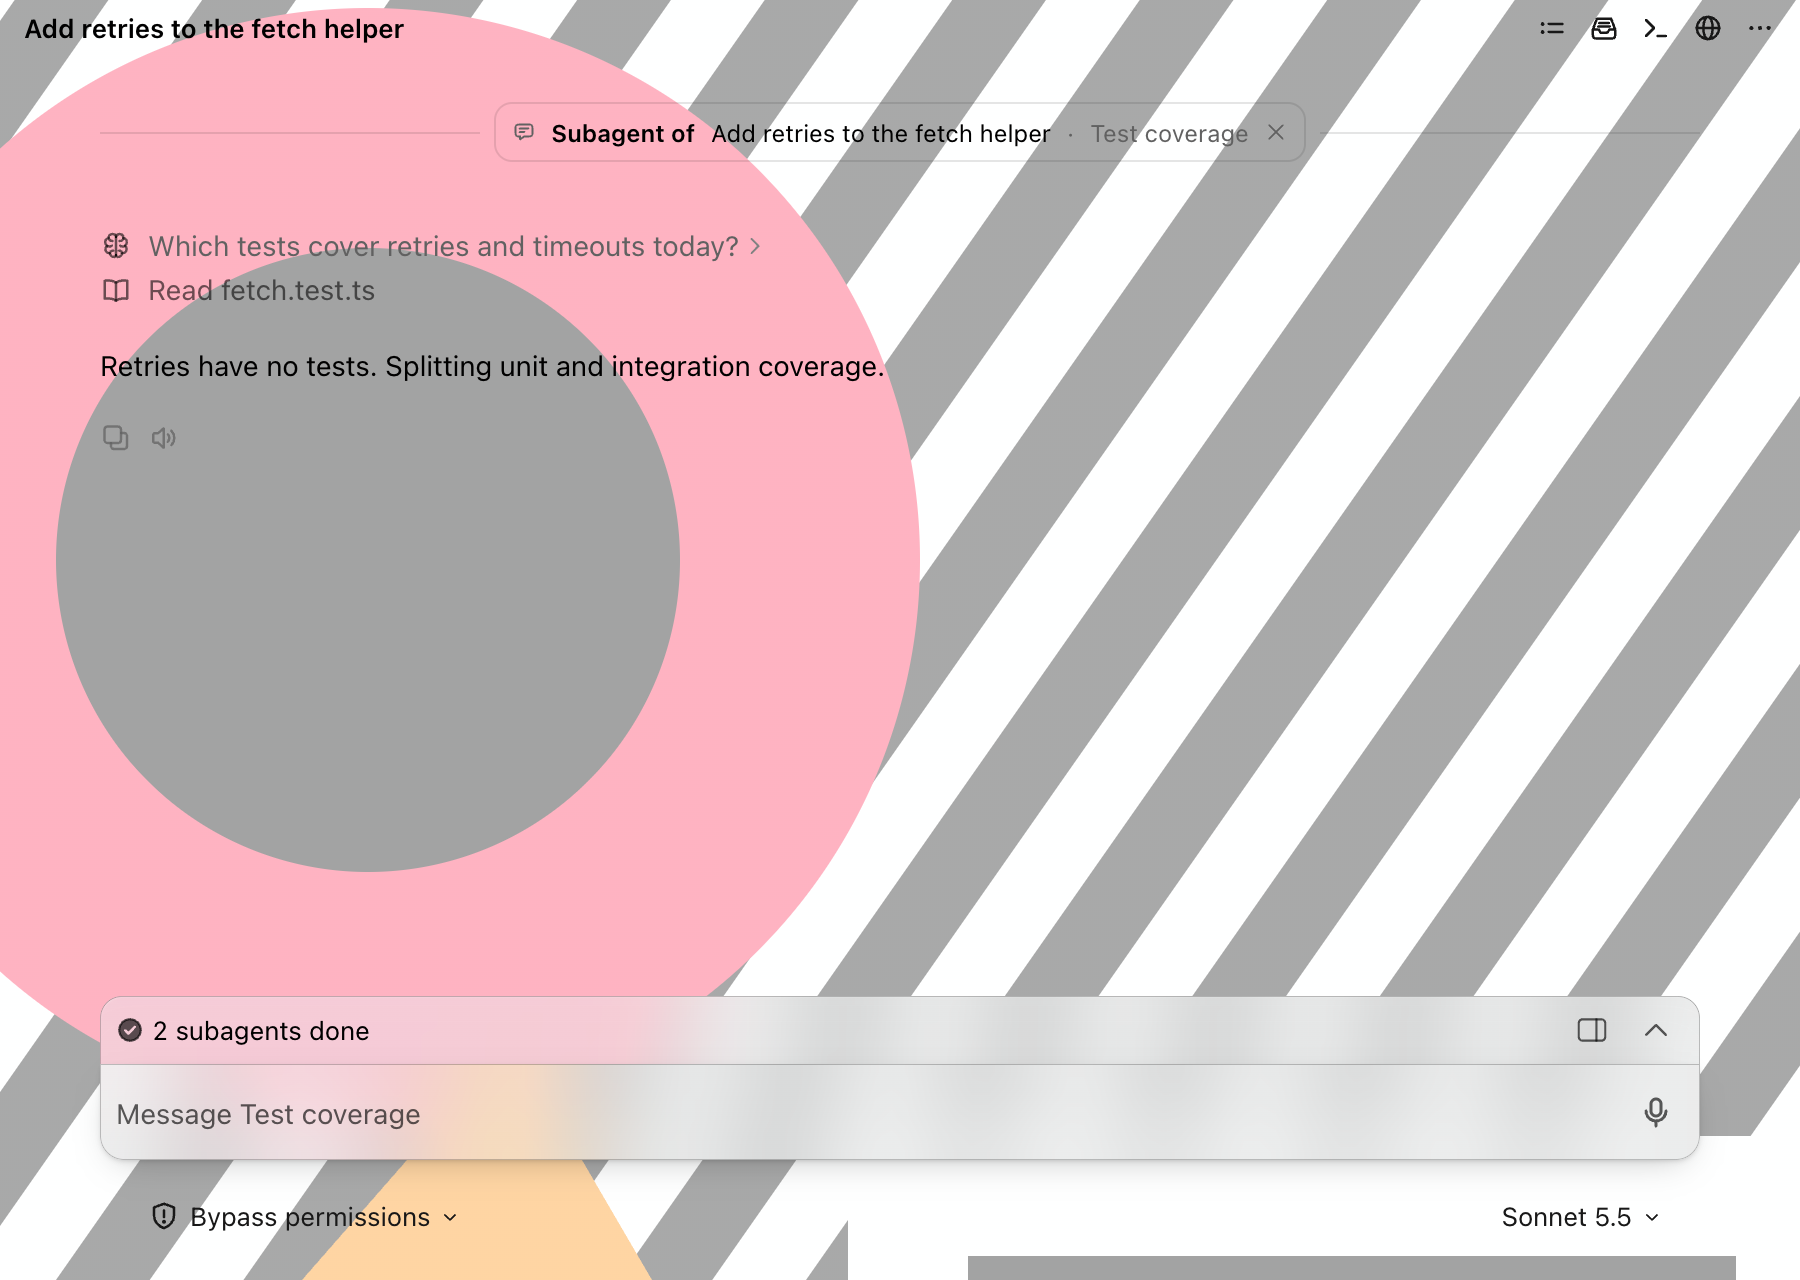 Add retries to the fetch helper
Subagent of Add retries to the fetch helper · Test coverage
Which tests cover retries and timeouts today?
Read fetch.test.ts
Retries have no tests. Splitting unit and integration coverage.
2 subagents done
Message Test coverage
Bypass permissions
Sonnet 5.5